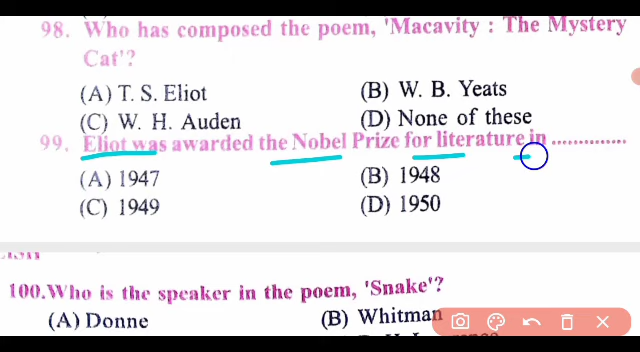 98. Who has composed the poem, 'Macavity : The Mystery
Cat'?
(A) T. S. Eliot (B) W. B. Yeats
(C) W. H. Auden (D) None of these
99. Eliot was awarded the Nobel Prize for literature in ..............
(A) 1947 (B) 1948
(C) 1949 (D) 1950
100.Who is the speaker in the poem, 'Snake'?
(A) Donne (B) Whitman